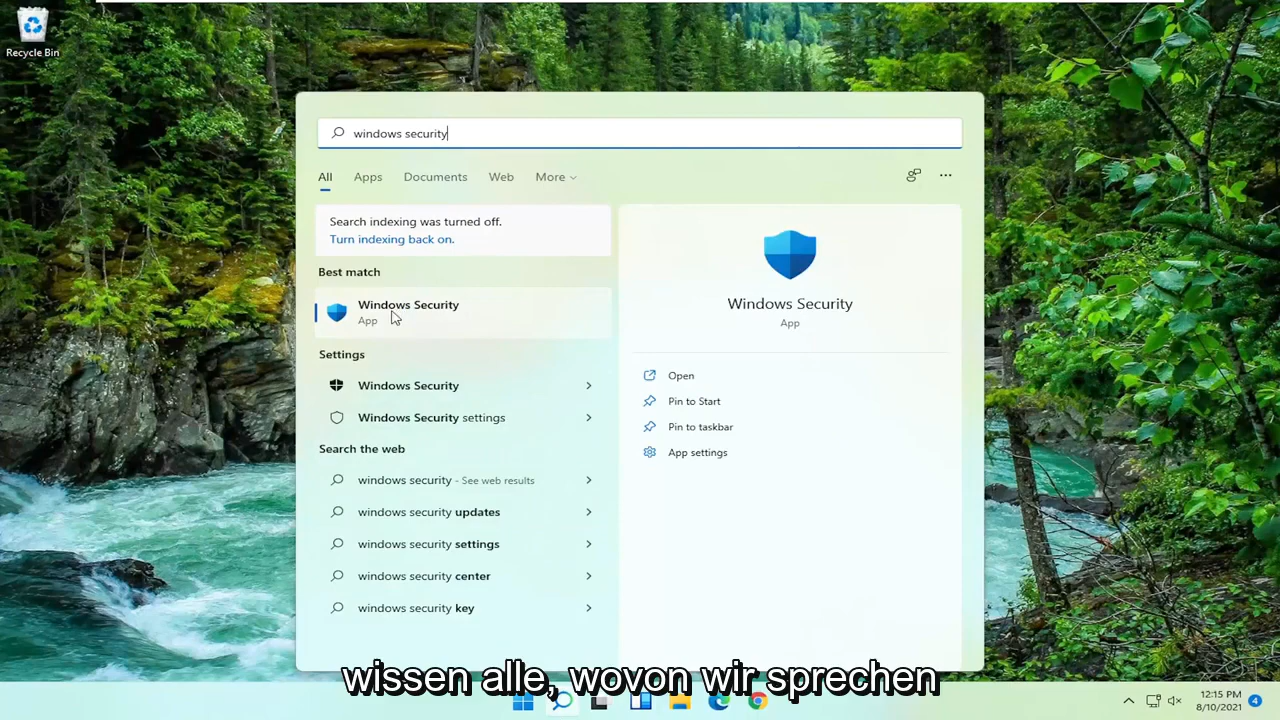 Recycle Bin
windows security
All Apps Documents Web More
Search indexing was turned off.
Turn indexing back on.
Best match
Windows Security
App
Settings
Windows Security
Windows Security settings
Search the web
windows security - See web results
windows security updates
windows security settings
windows security center
windows security key
Windows Security
App
Open
Pin to Start
Pin to taskbar
App settings
wissen alle, wovon wir sprechen
12:15 PM
8/10/2021
4